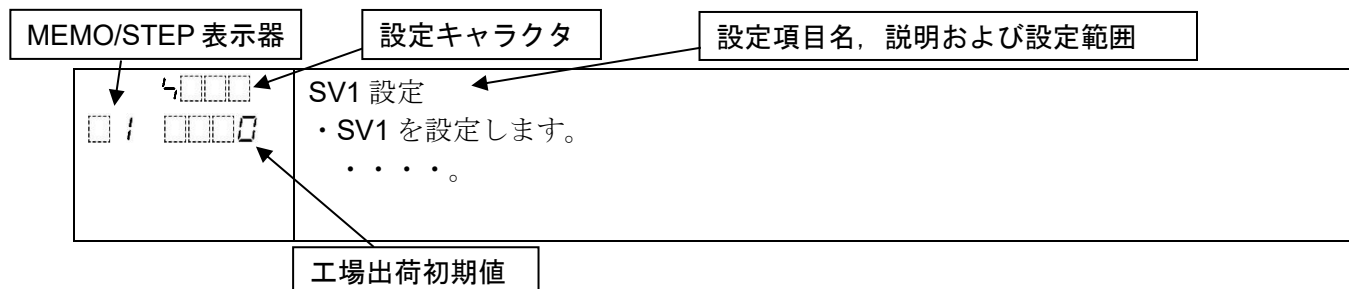 MEMO/STEP 表示器
設定キャラクタ
設定項目名，説明および設定範囲
SV1 設定
1 0
・SV1 を設定します。
・・・・。
工場出荷初期値